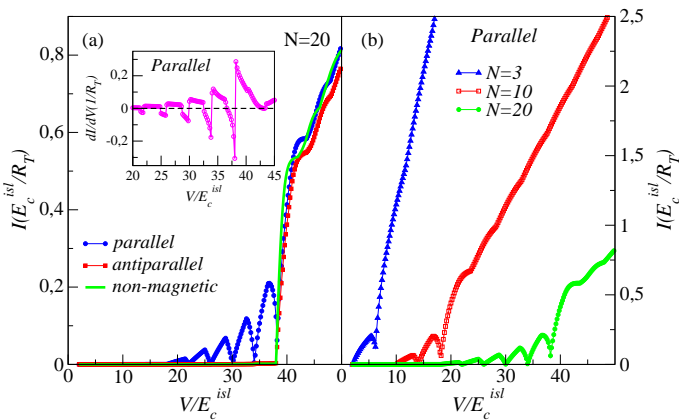 0.8
0.6
0.4
0.2
0
I(E_c^isl/R_T)
(a)
N=20
Parallel
0,2
0
-0,2
dI/dV(1/R_T)
20 25 30 35 40 45
V/E_c^isl
parallel
antiparallel
non-magnetic
10 20 30 40 0
V/E_c^isl
(b)
Parallel
N=3
N=10
N=20
10 20 30 40
V/E_c^isl
2,5
2
1,5
1
0,5
0
I(E_c^isl/R_T)